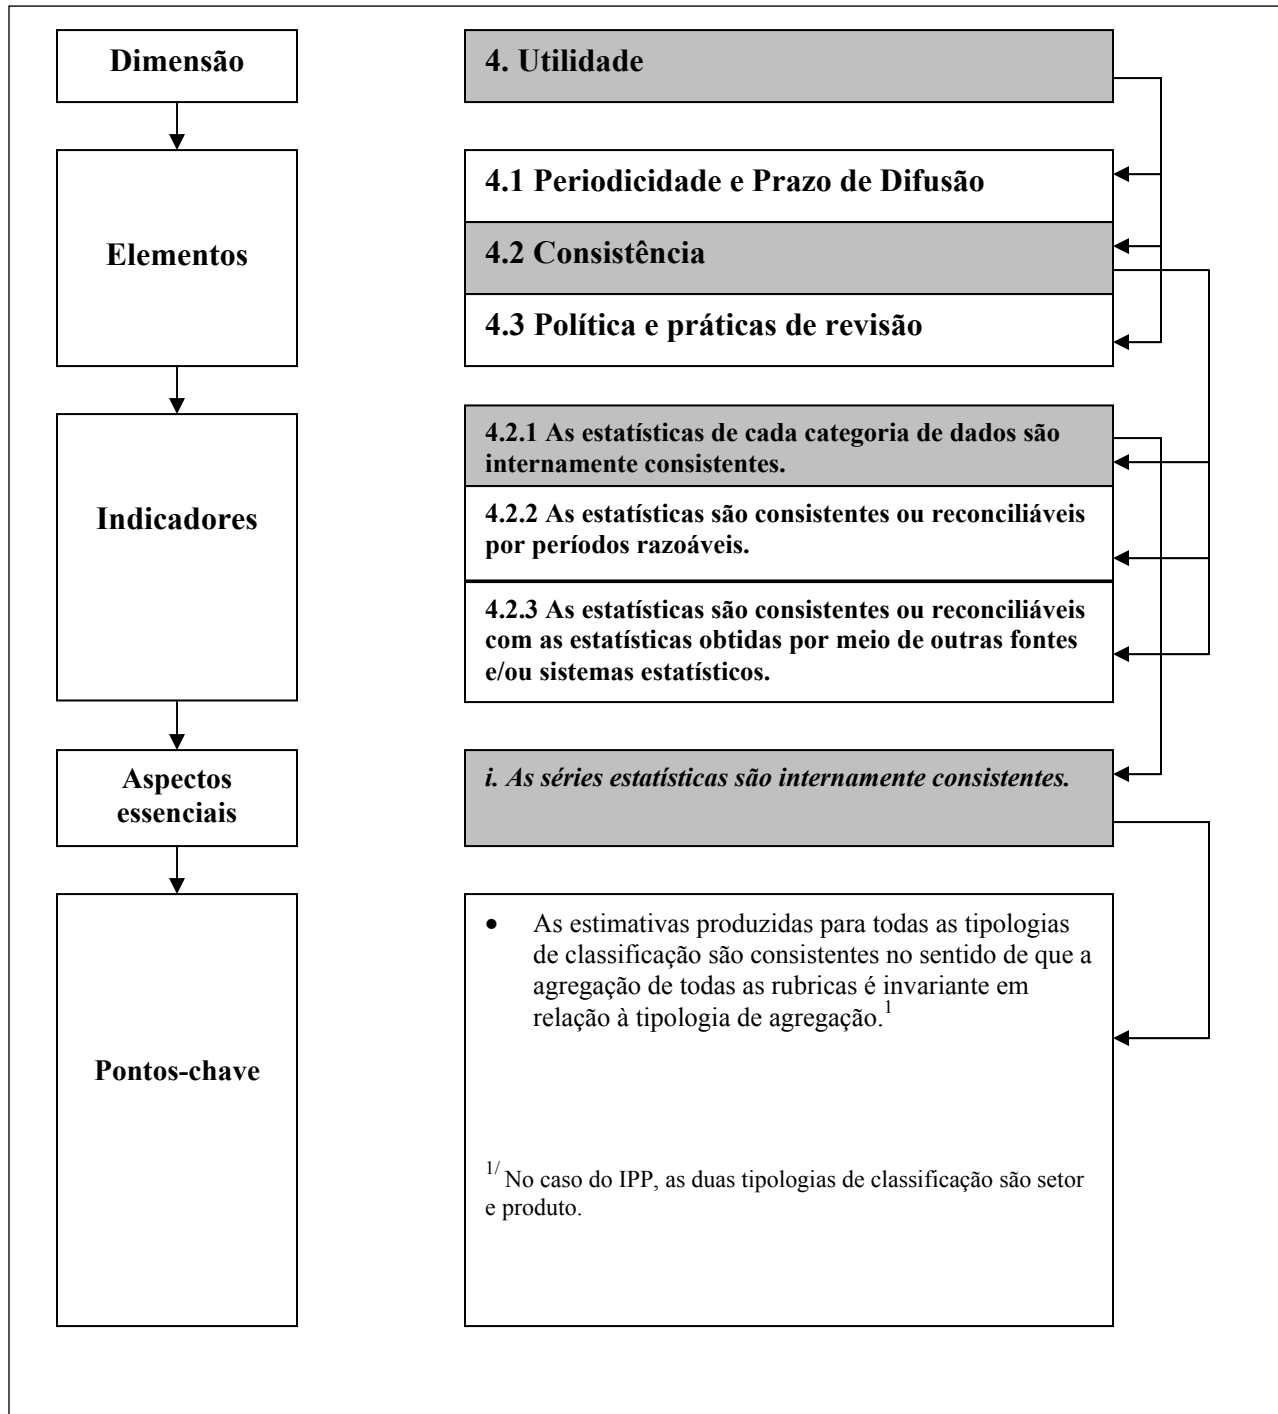 Dimensão
4. Utilidade
Elementos
4.1 Periodicidade e Prazo de Difusão
4.2 Consistência
4.3 Política e práticas de revisão
Indicadores
4.2.1 As estatísticas de cada categoria de dados são
internamente consistentes.
4.2.2 As estatísticas são consistentes ou reconciliáveis
por períodos razoáveis.
4.2.3 As estatísticas são consistentes ou reconciliáveis
com as estatísticas obtidas por meio de outras fontes
e/ou sistemas estatísticos.
Aspectos
essenciais
i. As séries estatísticas são internamente consistentes.
Pontos-chave
• As estimativas produzidas para todas as tipologias
de classificação são consistentes no sentido de que a
agregação de todas as rubricas é invariante em
relação à tipologia de agregação.1
1/ No caso do IPP, as duas tipologias de classificação são setor
e produto.